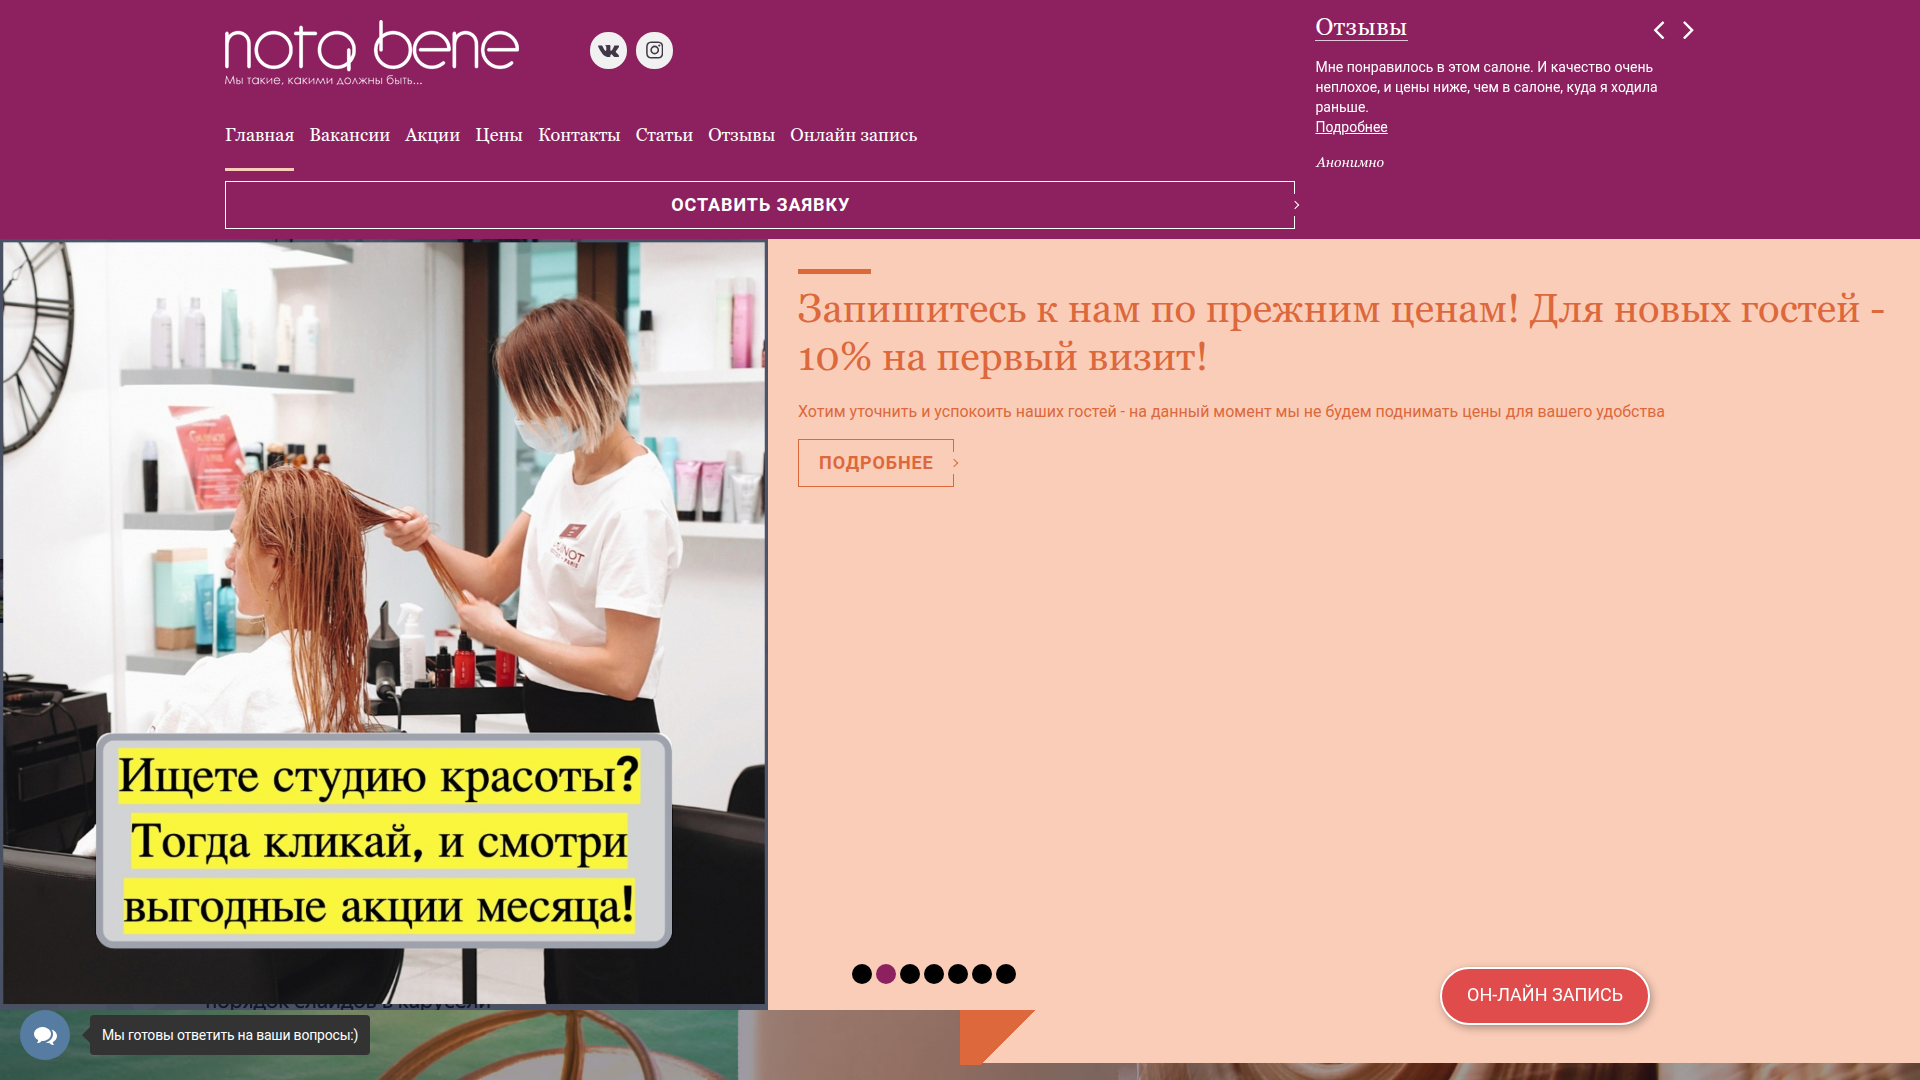 nota bene
Мы такие, какими должны быть...
Главная Вакансии Акции Цены Контакты Статьи Отзывы Онлайн запись
ОСТАВИТЬ ЗАЯВКУ
Отзывы
Мне понравилось в этом салоне. И качество очень
неплохое, и цены ниже, чем в салоне, куда я ходила
раньше.
Подробнее
Анонимно
Запишитесь к нам по прежним ценам! Для новых гостей -
10% на первый визит!
Хотим уточнить и успокоить наших гостей - на данный момент мы не будем поднимать цены для вашего удобства
ПОДРОБНЕЕ
Ищете студию красоты?
Тогда кликай, и смотри
выгодные акции месяца!
порядок слайдов в карусели
ОН-ЛАЙН ЗАПИСЬ
Мы готовы ответить на ваши вопросы:)